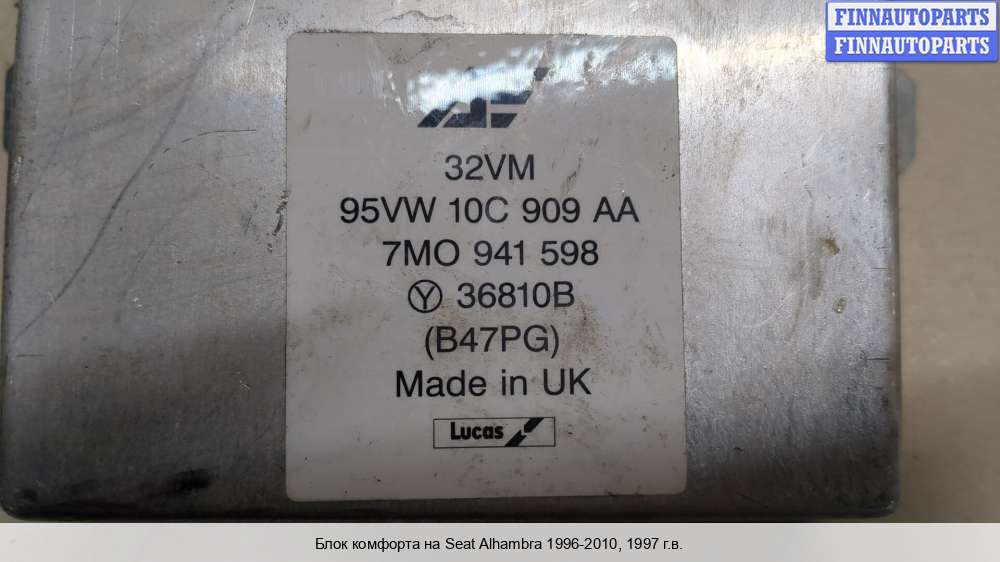 FINNAUTOPARTS
FINNAUTOPARTS
32VM
95VW 10C 909 AA
7MO 941 598
Ⓨ 36810B
(B47PG)
Made in UK
Lucas
Блок комфорта на Seat Alhambra 1996-2010, 1997 г.в.